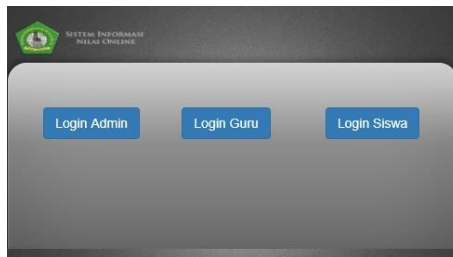 SISTEM INFORMASI
NILAI ONLINE
Login Admin
Login Guru
Login Siswa